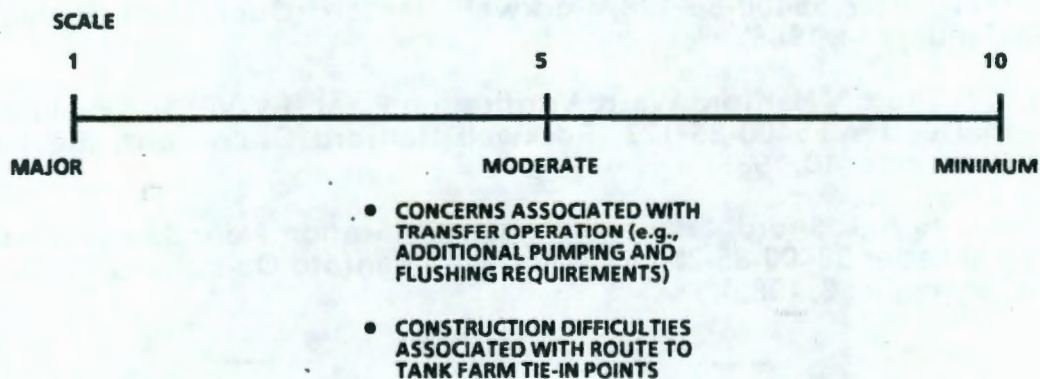 SCALE
1 5 10
MAJOR MODERATE MINIMUM
• CONCERNS ASSOCIATED WITH
TRANSFER OPERATION (e.g.,
ADDITIONAL PUMPING AND
FLUSHING REQUIREMENTS)
• CONSTRUCTION DIFFICULTIES
ASSOCIATED WITH ROUTE TO
TANK FARM TIE-IN POINTS